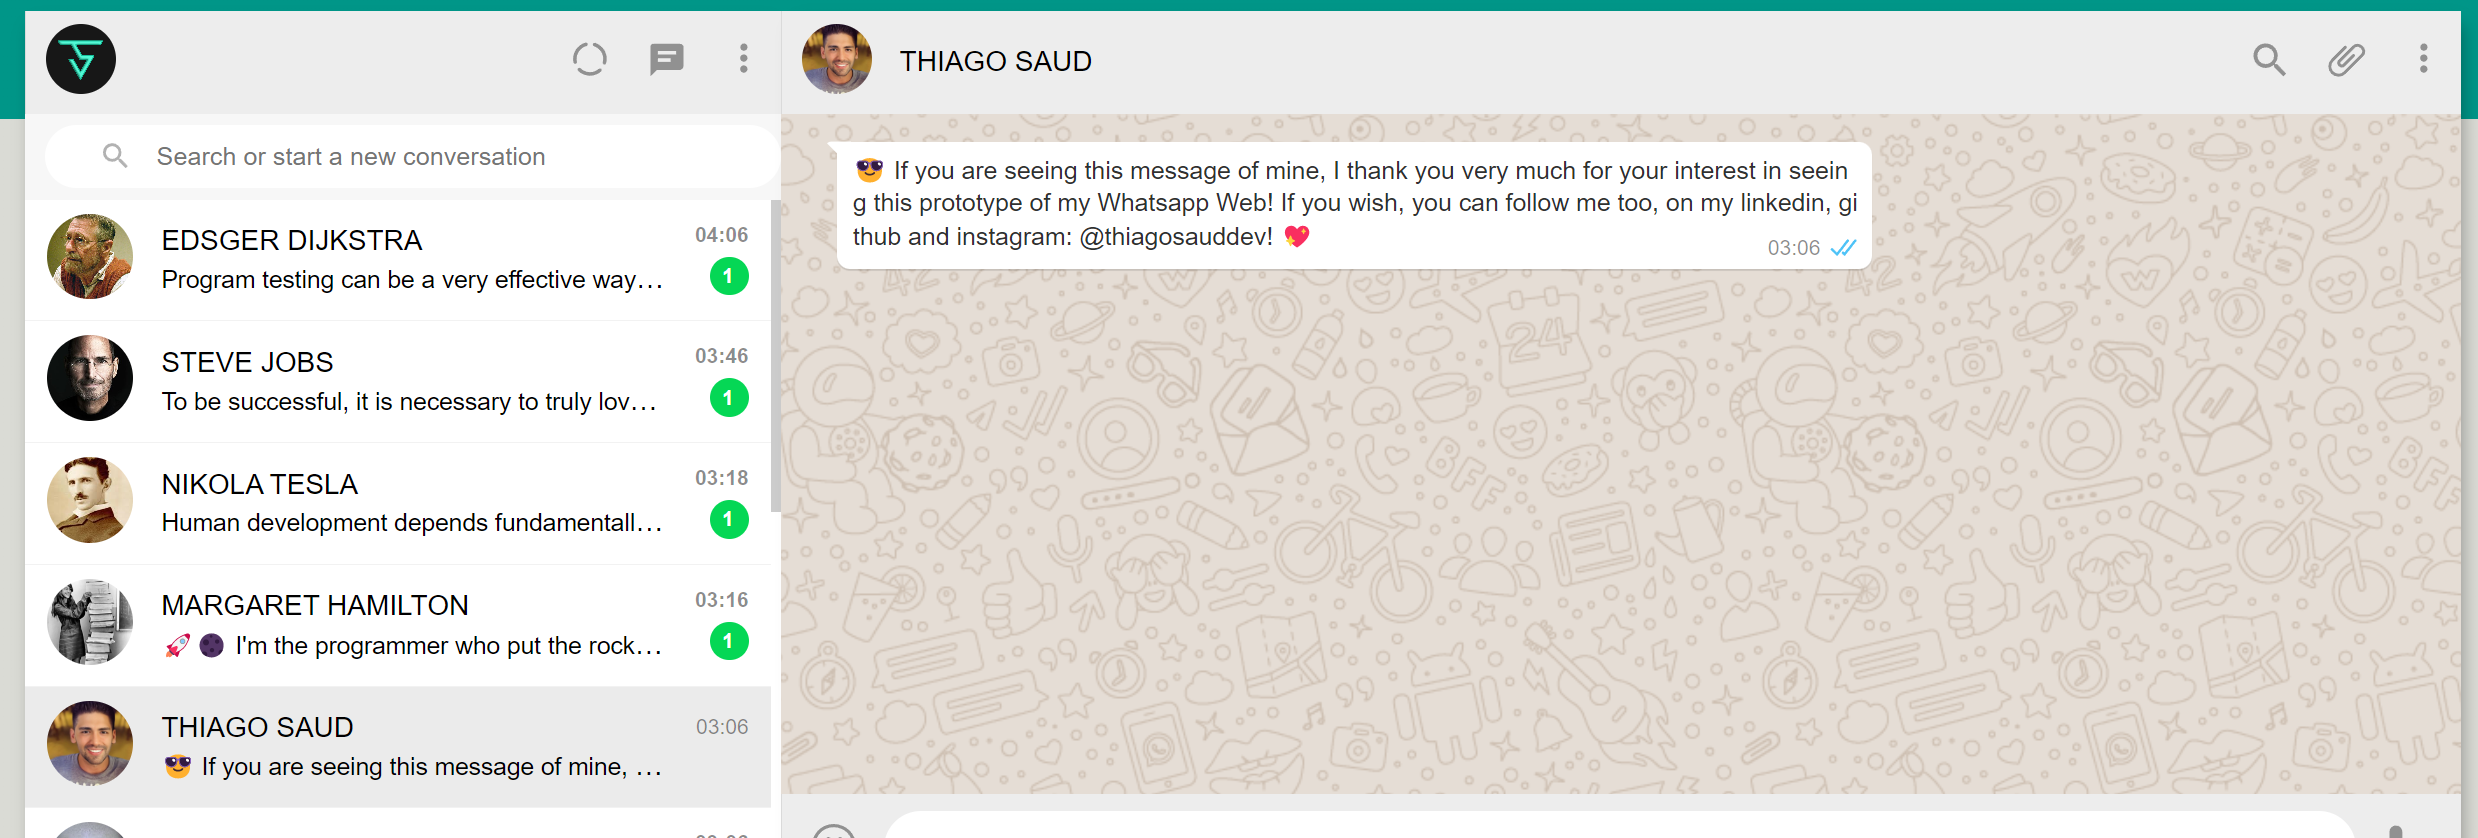 THIAGO SAUD
Search or start a new conversation
EDSGER DIJKSTRA
04:06
Program testing can be a very effective way...
1
STEVE JOBS
03:46
To be successful, it is necessary to truly lov...
1
NIKOLA TESLA
03:18
Human development depends fundamentall...
1
MARGARET HAMILTON
03:16
🚀🌑 I'm the programmer who put the rock...
1
THIAGO SAUD
03:06
😎 If you are seeing this message of mine, ...
😎 If you are seeing this message of mine, I thank you very much for your interest in seein
g this prototype of my Whatsapp Web! If you wish, you can follow me too, on my linkedin, gi
thub and instagram: @thiagosauddev! 💖
03:06